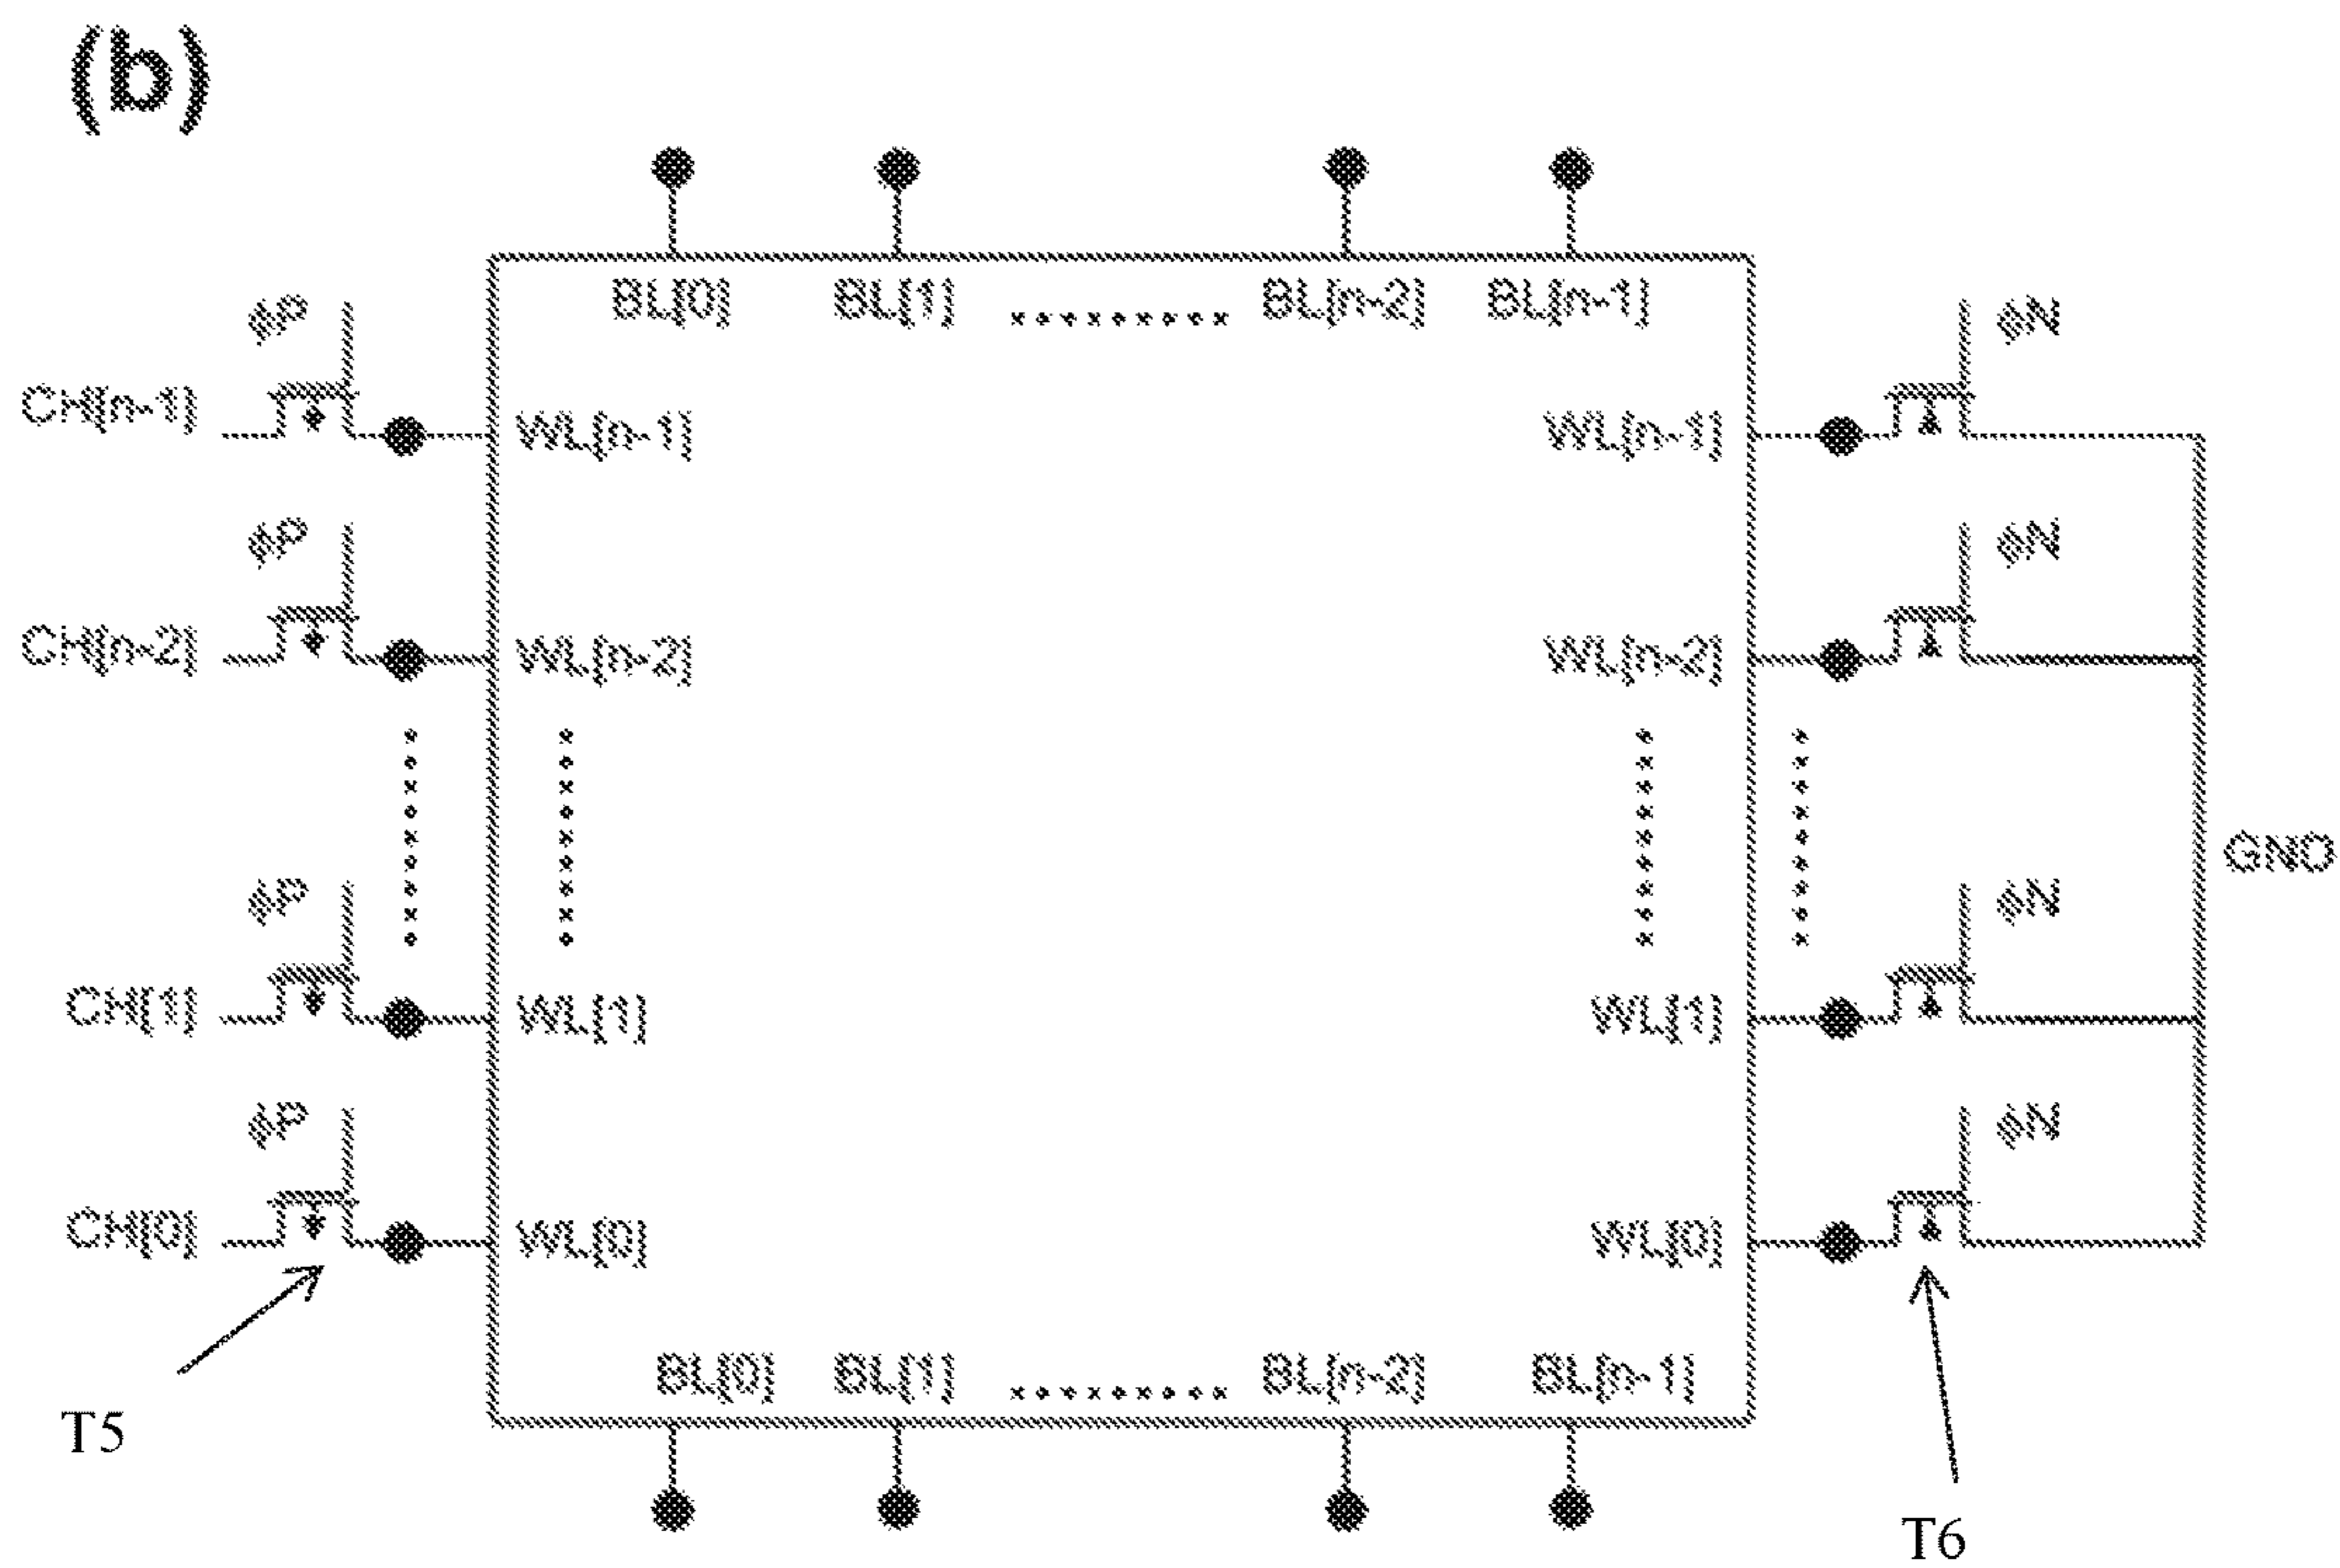 (b)
BL[0] BL[1] ......... BL[n-2] BL[n-1]
ϕP ϕN
CH[n-1] WL[n-1] WL[n-1]
ϕP ϕN
CH[n-2] WL[n-2] WL[n-2]
GND
ϕP ϕN
CH[1] WL[1] WL[1]
ϕP ϕN
CH[0] WL[0] WL[0]
BL[0] BL[1] ......... BL[n-2] BL[n-1]
T5
T6